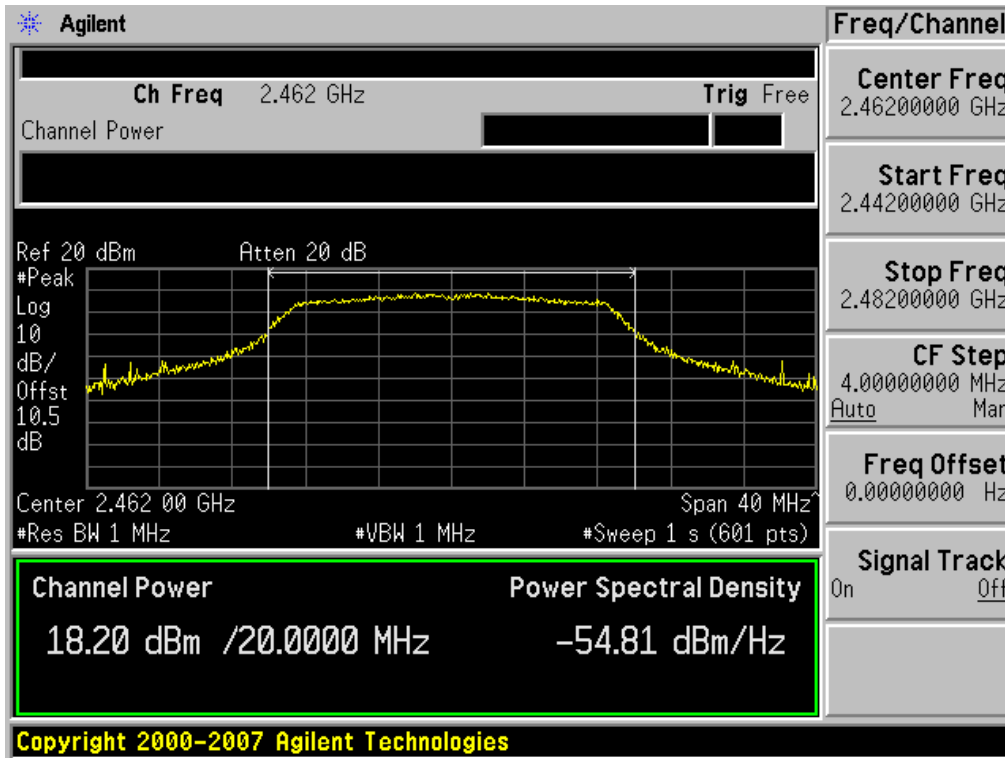 Agilent
Freq/Channel
Ch Freq 2.462 GHz Trig Free
Channel Power
Center Freq
2.46200000 GHz
Start Freq
2.44200000 GHz
Stop Freq
2.48200000 GHz
CF Step
4.00000000 MHz
Auto Man
Freq Offset
0.00000000 Hz
Signal Track
On Off
Ref 20 dBm Atten 20 dB
#Peak
Log
10
dB/
Offst
10.5
dB
Center 2.462 00 GHz Span 40 MHz^
#Res BW 1 MHz #VBW 1 MHz #Sweep 1 s (601 pts)
Channel Power Power Spectral Density
18.20 dBm /20.0000 MHz -54.81 dBm/Hz
Copyright 2000-2007 Agilent Technologies